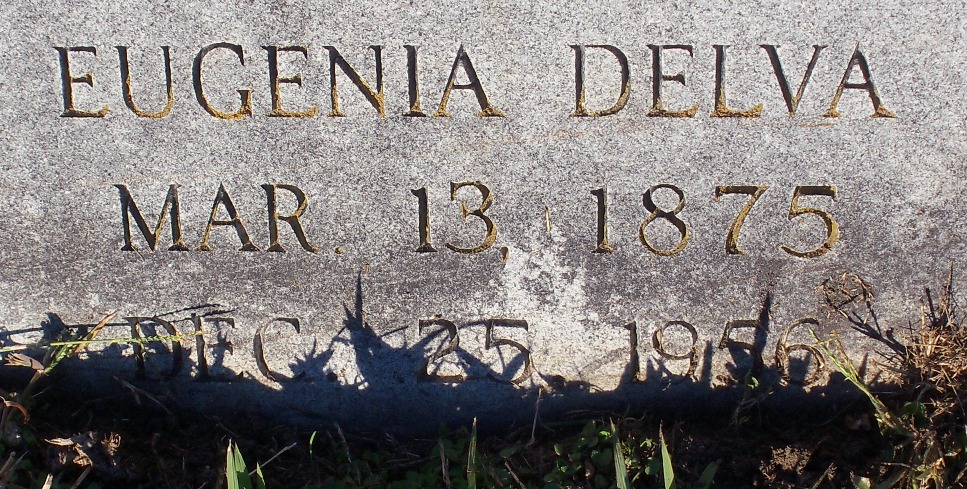 EUGENIA DELVA
MAR. 13, 1875
DEC. 25, 1956